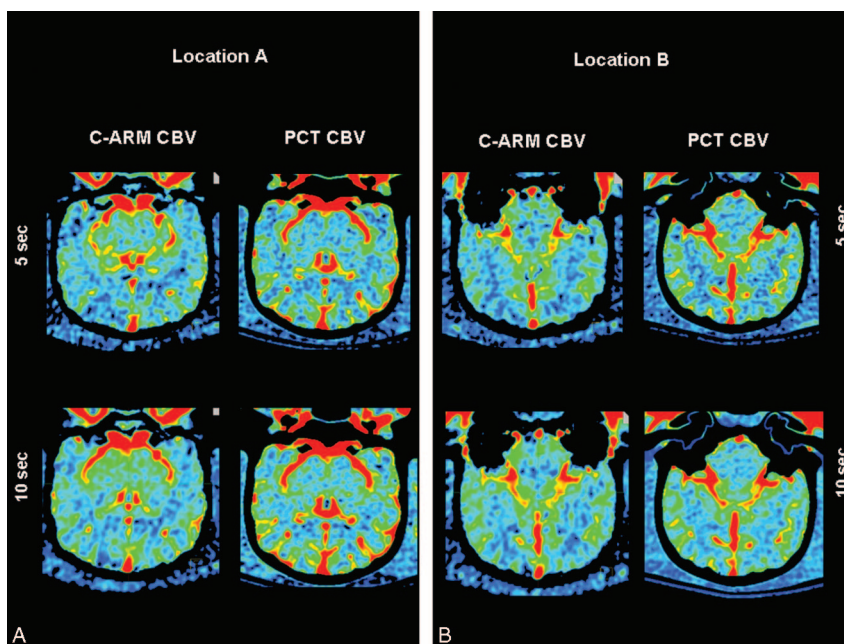 Location A
C-ARM CBV PCT CBV
5 sec
10 sec
A
Location B
C-ARM CBV PCT CBV
5 sec
10 sec
B